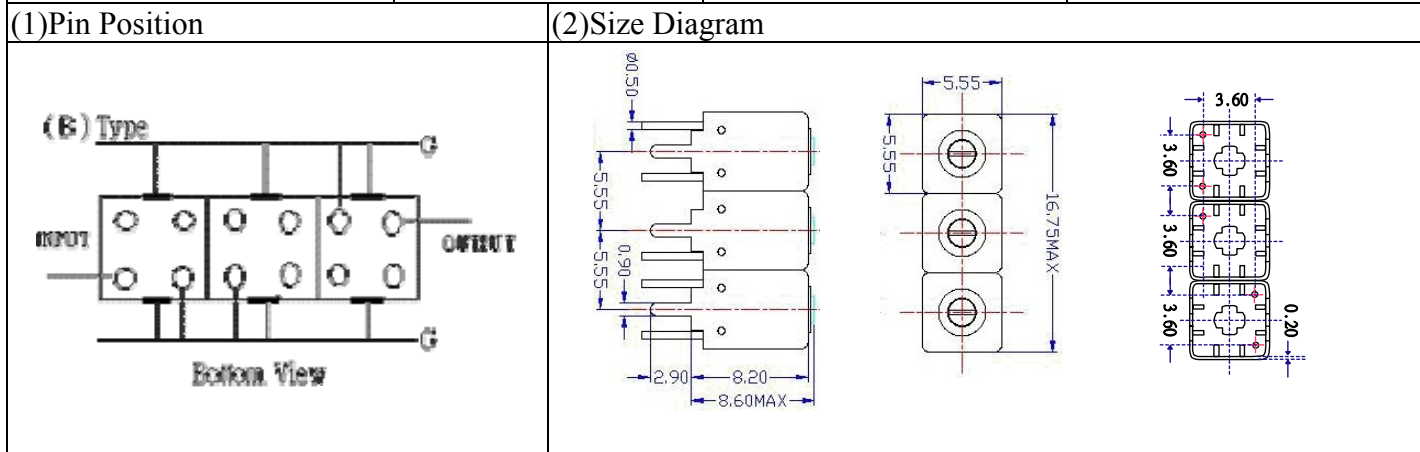 (1)Pin Position
(2)Size Diagram
(B) Type
G
INPUT
OUTPUT
G
Bottom View
ø0.50
5.55
5.55
0.90
2.90
8.20
8.60MAX
5.55
5.55
16.75MAX
3.60
3.60
3.60
3.60
0.20